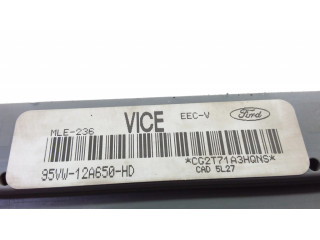 MLE-236 VICE EEC-V Ford
*CG2T71A3HQNS*
95VW-12A650-HD CAD 5L27